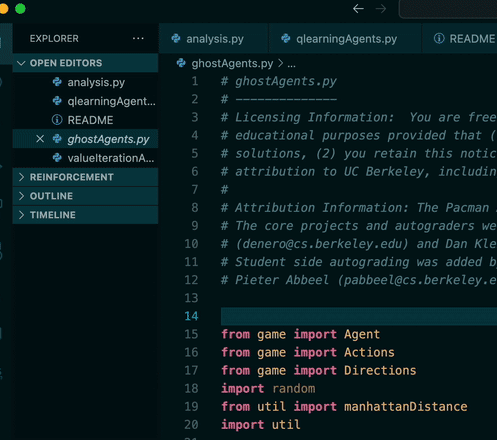 EXPLORER
···
OPEN EDITORS
analysis.py
qlearningAgent...
README
ghostAgents.py
valueIterationA...
REINFORCEMENT
OUTLINE
TIMELINE
analysis.py
qlearningAgents.py
README
ghostAgents.py > ...
1 # ghostAgents.py
2 # --------------
3 # Licensing Information:  You are free
4 # educational purposes provided that (
5 # solutions, (2) you retain this notic
6 # attribution to UC Berkeley, includin
7 #
8 # Attribution Information: The Pacman
9 # The core projects and autograders we
10 # (denero@cs.berkeley.edu) and Dan Kle
11 # Student side autograding was added b
12 # Pieter Abbeel (pabbeel@cs.berkeley.e
13
14
15 from game import Agent
16 from game import Actions
17 from game import Directions
18 import random
19 from util import manhattanDistance
20 import util